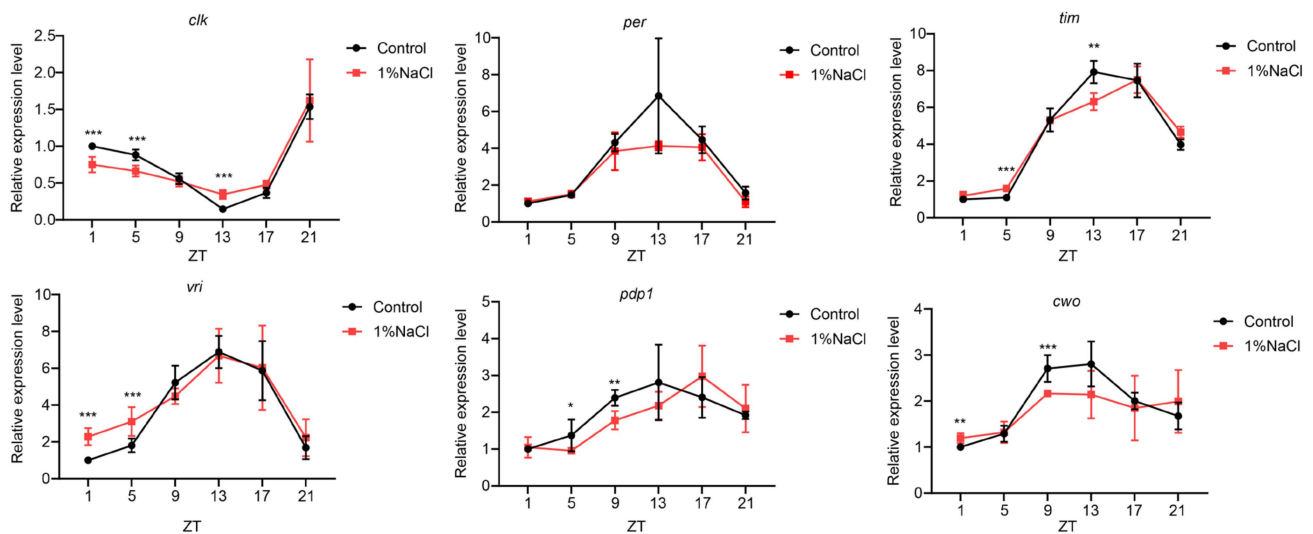 clk
Relative expression level
2.5
2.0
1.5
1.0
0.5
0.0
*** *** ***
1 5 9 13 17 21
ZT
Control
1%NaCl
per
Relative expression level
10
8
6
4
2
0
1 5 9 13 17 21
ZT
Control
1%NaCl
tim
Relative expression level
10
8
6
4
2
0
*** **
1 5 9 13 17 21
ZT
Control
1%NaCl
vri
Relative expression level
10
8
6
4
2
0
*** ***
1 5 9 13 17 21
ZT
Control
1%NaCl
pdp1
Relative expression level
5
4
3
2
1
0
* **
1 5 9 13 17 21
ZT
Control
1%NaCl
cwo
Relative expression level
4
3
2
1
0
** ***
1 5 9 13 17 21
ZT
Control
1%NaCl